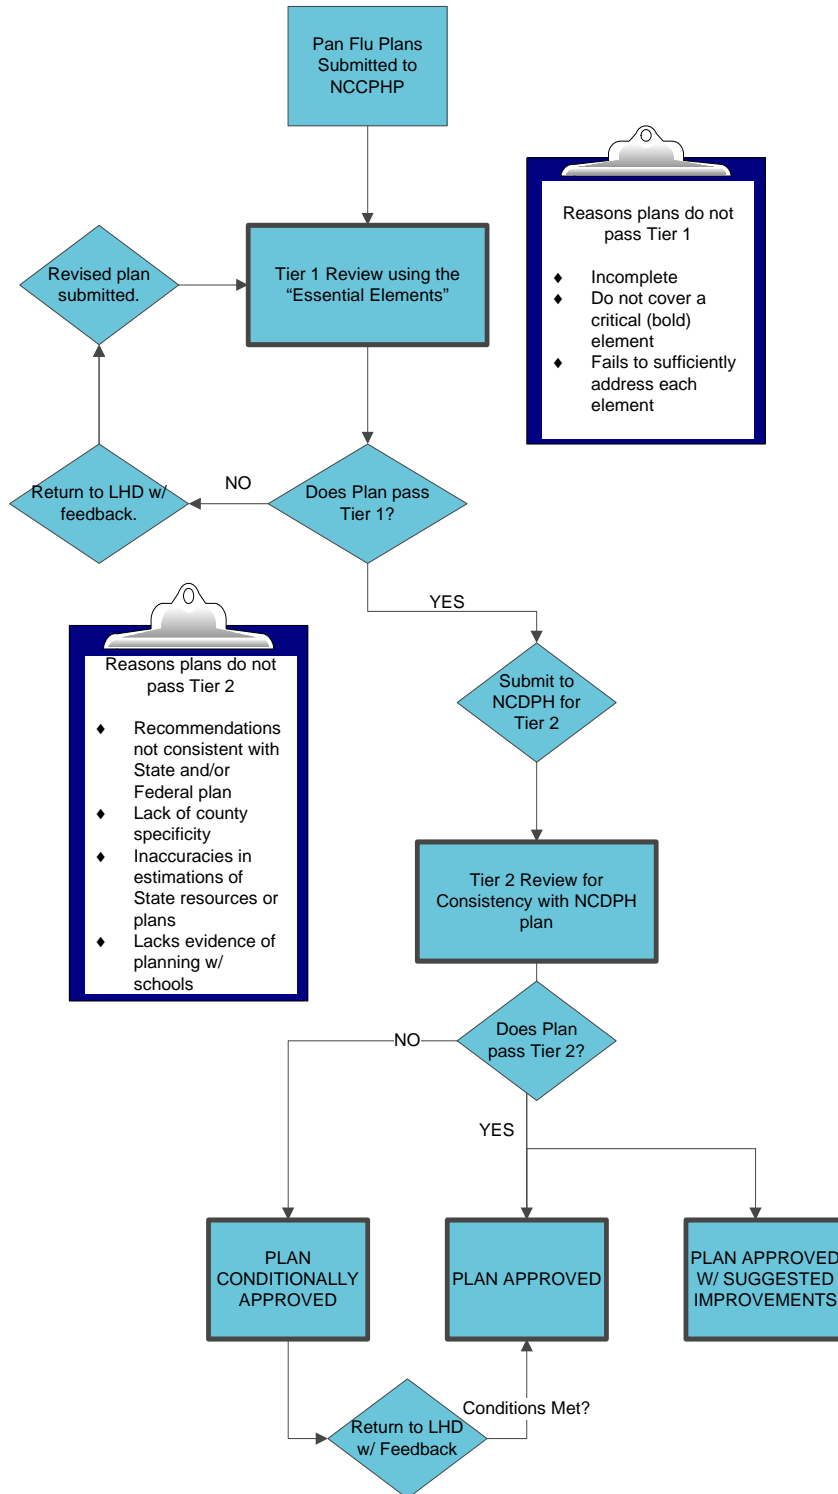 Pan Flu Plans
Submitted to
NCCPHP
Reasons plans do not
pass Tier 1
♦ Incomplete
♦ Do not cover a
critical (bold)
element
♦ Fails to sufficiently
address each
element
Revised plan
submitted.
Tier 1 Review using the
“Essential Elements”
Return to LHD w/
feedback.
NO
Does Plan pass
Tier 1?
YES
Reasons plans do not
pass Tier 2
♦ Recommendations
not consistent with
State and/or
Federal plan
♦ Lack of county
specificity
♦ Inaccuracies in
estimations of
State resources or
plans
♦ Lacks evidence of
planning w/
schools
Submit to
NCDPH for
Tier 2
Tier 2 Review for
Consistency with NCDPH
plan
Does Plan
pass Tier 2?
NO
YES
PLAN
CONDITIONALLY
APPROVED
PLAN APPROVED
PLAN APPROVED
W/ SUGGESTED
IMPROVEMENTS
Return to LHD
w/ Feedback
Conditions Met?